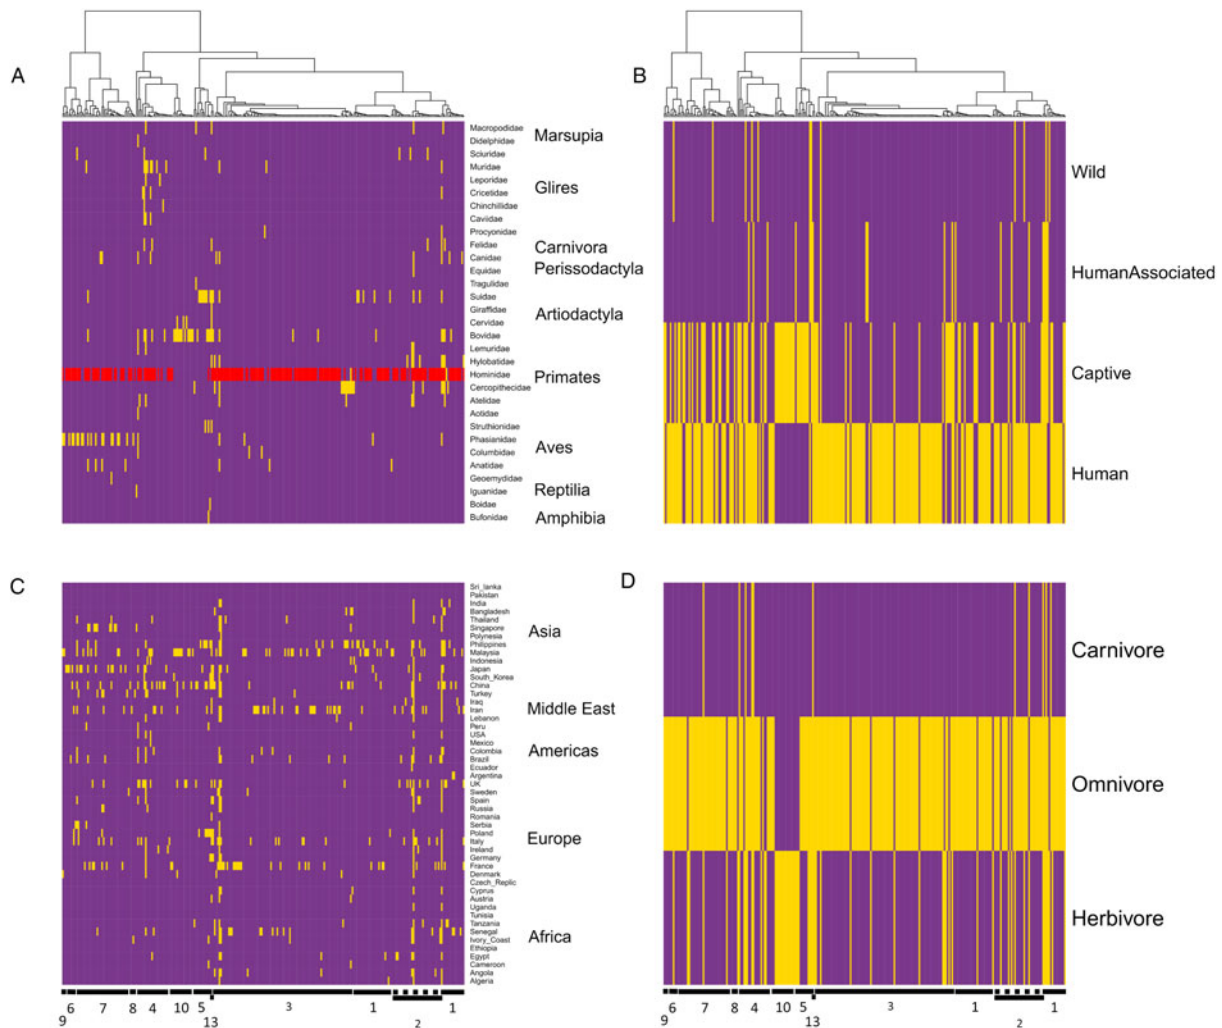 A
Macropodidae
Didelphidae
Sciuridae
Muridae
Leporidae
Cricetidae
Chinchillidae
Caviidae
Procyonidae
Felidae
Canidae
Equidae
Tragulidae
Suidae
Giraffidae
Cervidae
Bovidae
Lemuridae
Hylobatidae
Hominidae
Cercopithecidae
Atelidae
Aotidae
Struthionidae
Phasianidae
Columbidae
Anatidae
Geoemydidae
Iguanidae
Boidae
Bufonidae
Marsupia
Glires
Carnivora
Perissodactyla
Artiodactyla
Primates
Aves
Reptilia
Amphibia
B
Wild
HumanAssociated
Captive
Human
C
Sri_lanka
Pakistan
India
Bangladesh
Thailand
Singapore
Polynesia
Philippines
Malaysia
Indonesia
Japan
South_Korea
China
Turkey
Iraq
Iran
Lebanon
Peru
USA
Mexico
Colombia
Brazil
Ecuador
Argentina
UK
Sweden
Spain
Russia
Romania
Serbia
Poland
Italy
Ireland
Germany
France
Denmark
Czech_Replic
Cyprus
Austria
Uganda
Tunisia
Tanzania
Senegal
Ivory_Coast
Ethiopia
Egypt
Cameroon
Angola
Algeria
Asia
Middle East
Americas
Europe
Africa
9 6 7 8 4 10 5 13 3 1 2 1
D
Carnivore
Omnivore
Herbivore
9 6 7 8 4 10 5 13 3 1 2 1